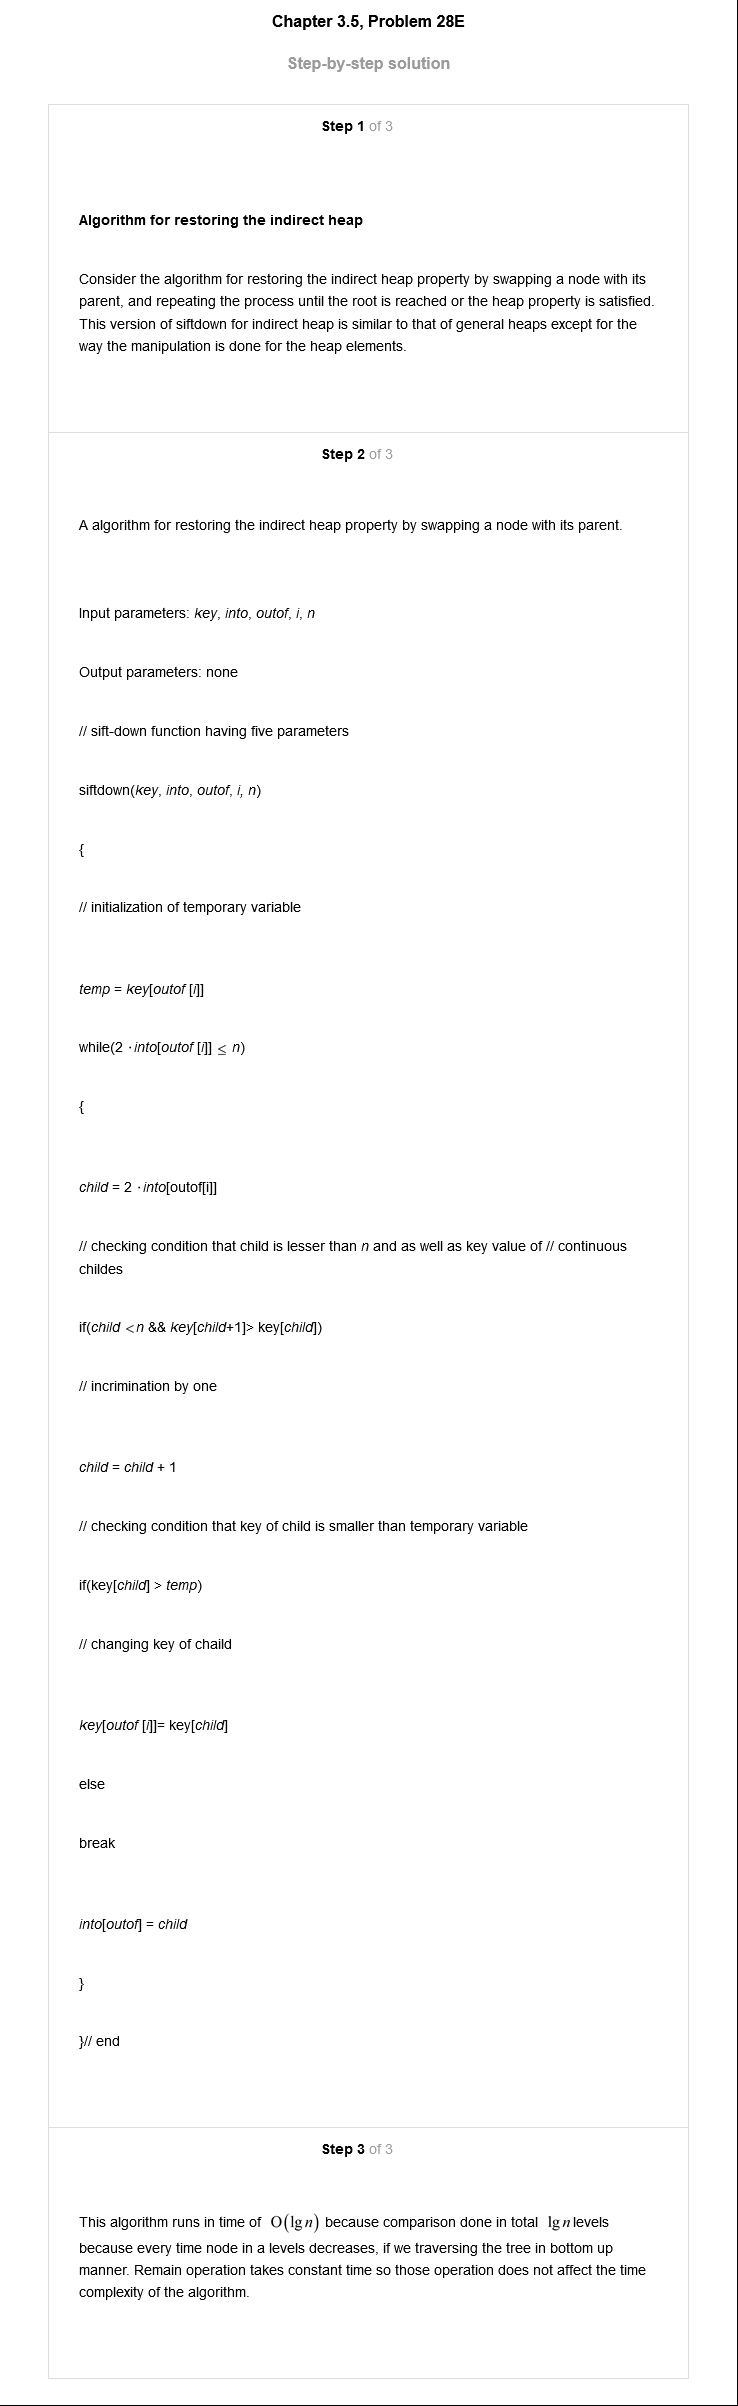 Chapter 3.5, Problem 28E
Step-by-step solution
Step 1 of 3
Algorithm for restoring the indirect heap
Consider the algorithm for restoring the indirect heap property by swapping a node with its
parent, and repeating the process until the root is reached or the heap property is satisfied.
This version of siftdown for indirect heap is similar to that of general heaps except for the
way the manipulation is done for the heap elements.
Step 2 of 3
A algorithm for restoring the indirect heap property by swapping a node with its parent.
Input parameters: key, into, outof, i, n
Output parameters: none
// sift-down function having five parameters
siftdown(key, into, outof, i, n)
{
// initialization of temporary variable
temp = key[outof [i]]
while(2 · into[outof [i]] ≤ n)
{
child = 2 · into[outof[i]]
// checking condition that child is lesser than n and as well as key value of // continuous
childes
if(child < n && key[child+1]> key[child])
// incrimination by one
child = child + 1
// checking condition that key of child is smaller than temporary variable
if(key[child] > temp)
// changing key of chaild
key[outof [i]]= key[child]
else
break
into[outof] = child
}
}// end
Step 3 of 3
This algorithm runs in time of O(lg n) because comparison done in total lg n levels
because every time node in a levels decreases, if we traversing the tree in bottom up
manner. Remain operation takes constant time so those operation does not affect the time
complexity of the algorithm.